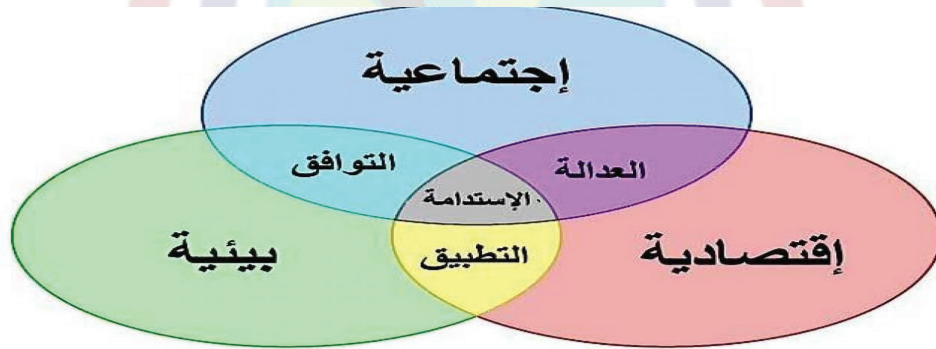 إجتماعية
العدالة
التوافق
الإستدامة
إقتصادية
التطبيق
بيئية